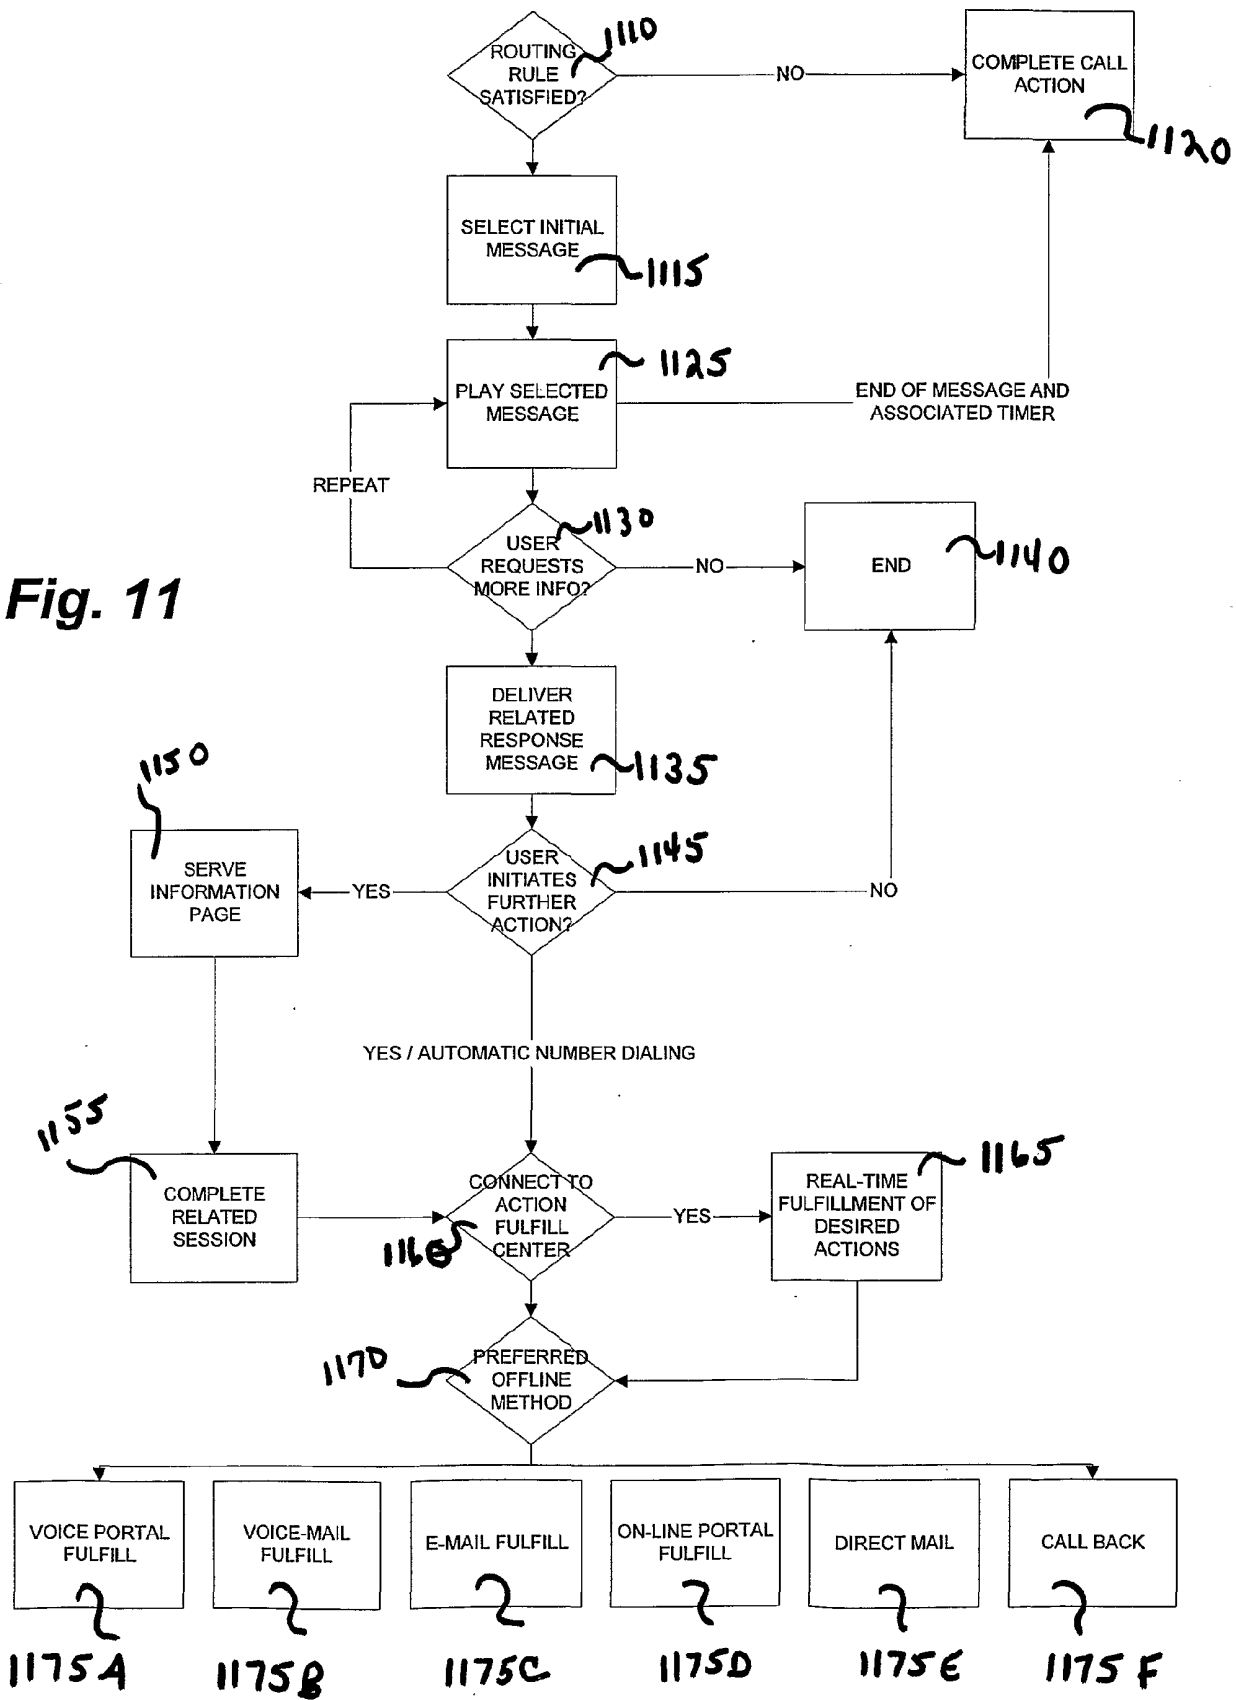 ROUTING
RULE
SATISFIED?
1110
NO
COMPLETE CALL
ACTION
1120
SELECT INITIAL
MESSAGE
1115
1125
PLAY SELECTED
MESSAGE
END OF MESSAGE AND
ASSOCIATED TIMER
REPEAT
1130
USER
REQUESTS
MORE INFO?
NO
END
1140
Fig. 11
DELIVER
RELATED
RESPONSE
MESSAGE
1135
1150
SERVE
INFORMATION
PAGE
YES
USER
INITIATES
FURTHER
ACTION?
1145
NO
YES / AUTOMATIC NUMBER DIALING
1155
COMPLETE
RELATED
SESSION
CONNECT TO
ACTION
FULFILL
CENTER
1160
YES
1165
REAL-TIME
FULFILLMENT OF
DESIRED
ACTIONS
1170
PREFERRED
OFFLINE
METHOD
VOICE PORTAL
FULFILL
VOICE-MAIL
FULFILL
E-MAIL FULFILL
ON-LINE PORTAL
FULFILL
DIRECT MAIL
CALL BACK
1175A
1175B
1175C
1175D
1175E
1175F